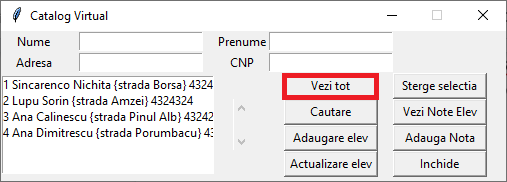 Catalog Virtual
Nume Prenume
Adresa CNP
1 Sincarenco Nichita {strada Borsa} 4324
2 Lupu Sorin {strada Amzei} 4324324
3 Ana Calinescu {strada Pinul Alb} 43242
4 Ana Dimitrescu {strada Porumbacu} 43
Vezi tot Sterge selectia
Cautare Vezi Note Elev
Adaugare elev Adauga Nota
Actualizare elev Inchide